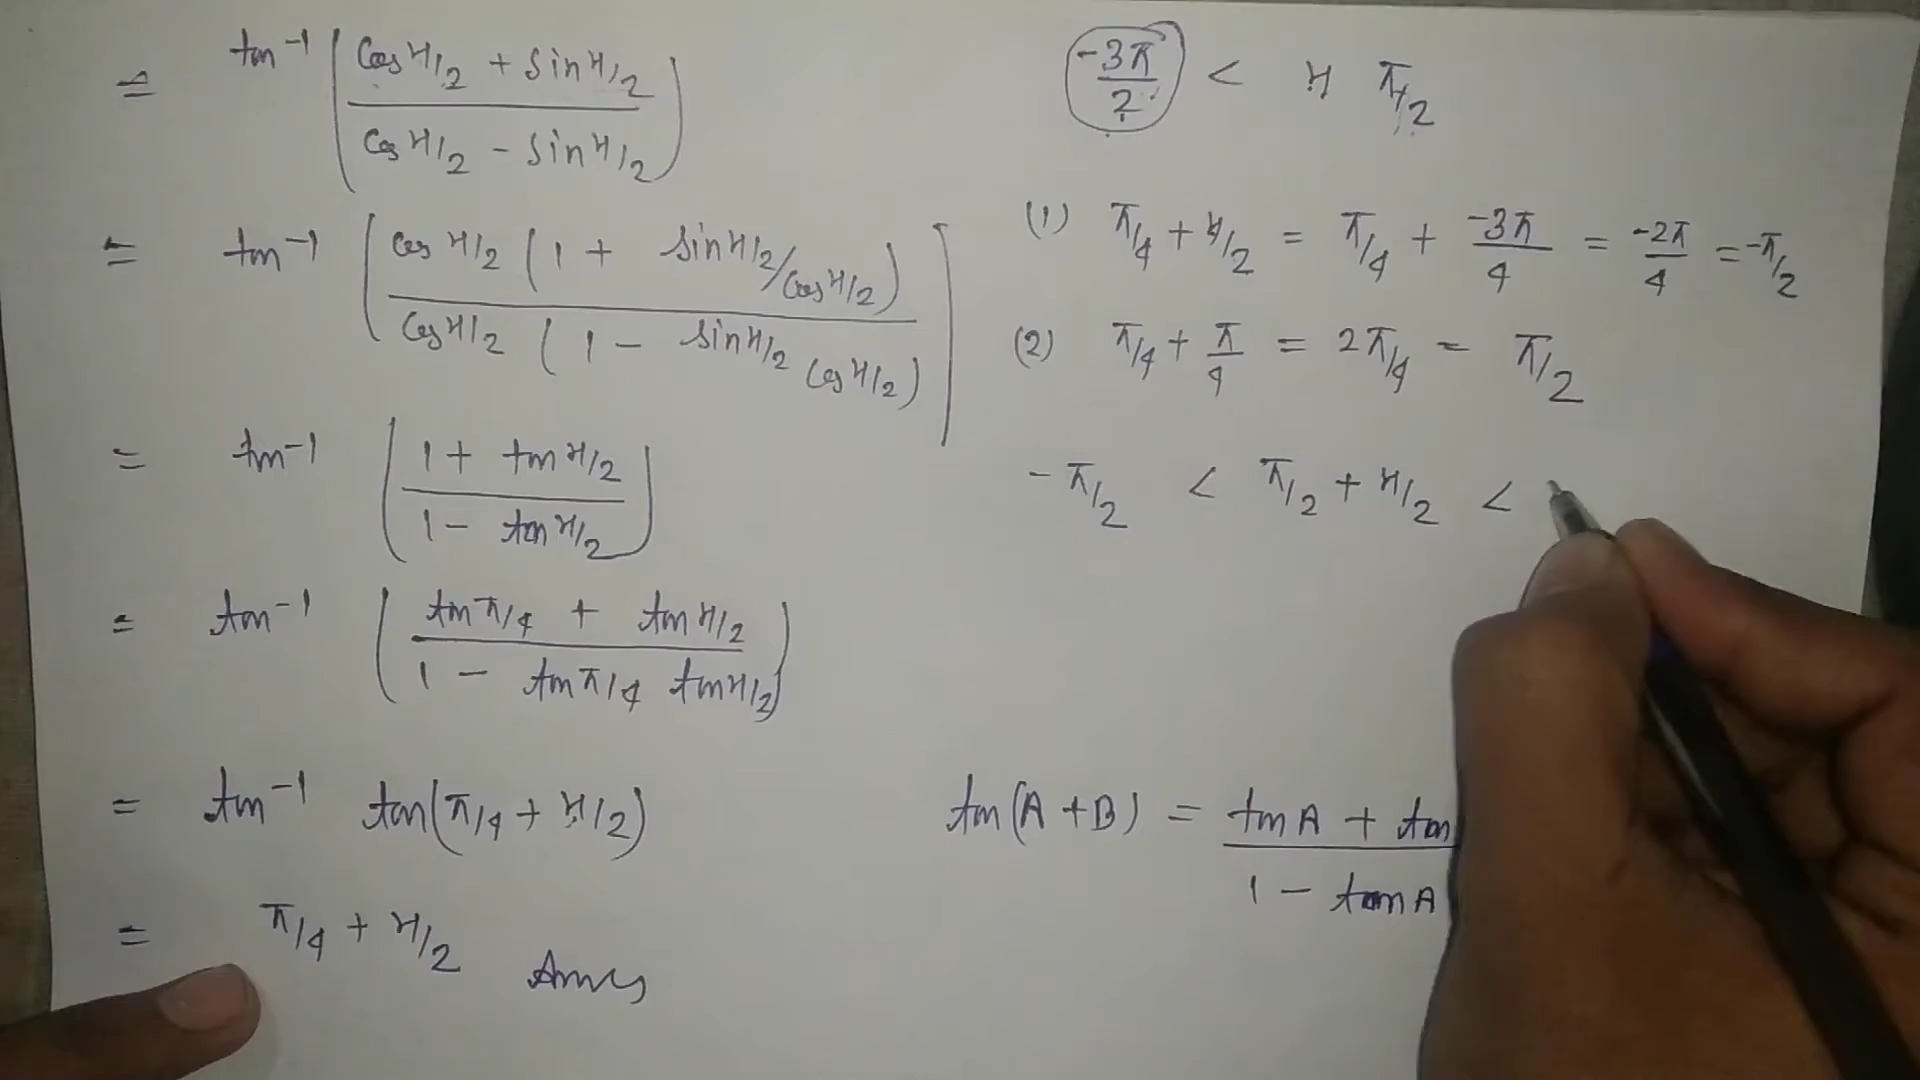 = tan⁻¹ ( (cos x/2 + sin x/2) / (cos x/2 - sin x/2) )
= tan⁻¹ [ cos x/2 (1 + sin x/2 / cos x/2) / cos x/2 (1 - sin x/2 cos x/2) ]
= tan⁻¹ ( (1 + tan x/2) / (1 - tan x/2) )
= tan⁻¹ ( (tan π/4 + tan x/2) / (1 - tan π/4 tan x/2) )
= tan⁻¹ tan(π/4 + x/2)
= π/4 + x/2 Ans
-3π/2 < x π/2
(1) π/4 + x/2 = π/4 + -3π/4 = -2π/4 = -π/2
(2) π/4 + π/4 = 2π/4 = π/2
-π/2 < π/2 + x/2 <
tan(A + B) = tan A + tan
1 - tan A